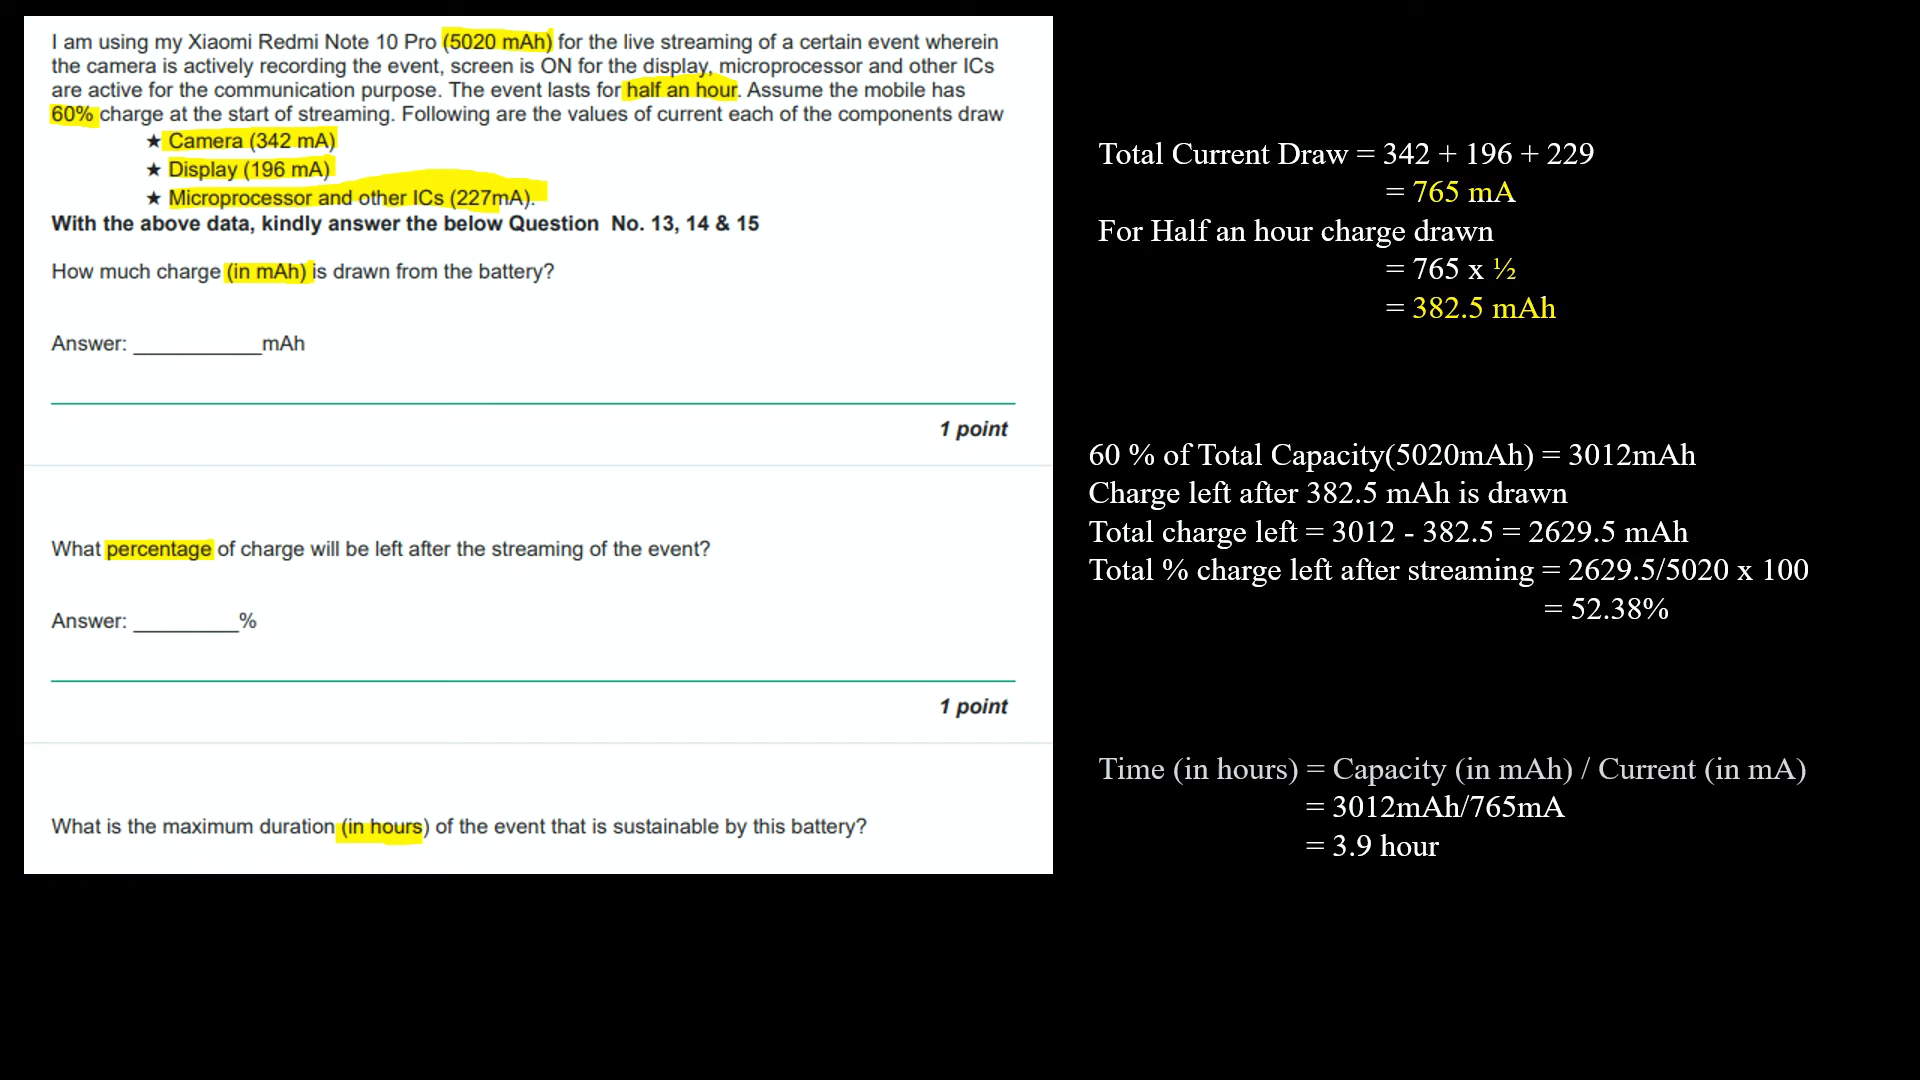 I am using my Xiaomi Redmi Note 10 Pro (5020 mAh) for the live streaming of a certain event wherein
the camera is actively recording the event, screen is ON for the display, microprocessor and other ICs
are active for the communication purpose. The event lasts for half an hour. Assume the mobile has
60% charge at the start of streaming. Following are the values of current each of the components draw
★ Camera (342 mA)
★ Display (196 mA)
★ Microprocessor and other ICs (227mA).
With the above data, kindly answer the below Question No. 13, 14 & 15
How much charge (in mAh) is drawn from the battery?
Answer: ___________mAh
1 point
What percentage of charge will be left after the streaming of the event?
Answer: _________%
1 point
What is the maximum duration (in hours) of the event that is sustainable by this battery?
Total Current Draw = 342 + 196 + 229
= 765 mA
For Half an hour charge drawn
= 765 x ½
= 382.5 mAh
60 % of Total Capacity(5020mAh) = 3012mAh
Charge left after 382.5 mAh is drawn
Total charge left = 3012 - 382.5 = 2629.5 mAh
Total % charge left after streaming = 2629.5/5020 x 100
= 52.38%
Time (in hours) = Capacity (in mAh) / Current (in mA)
= 3012mAh/765mA
= 3.9 hour